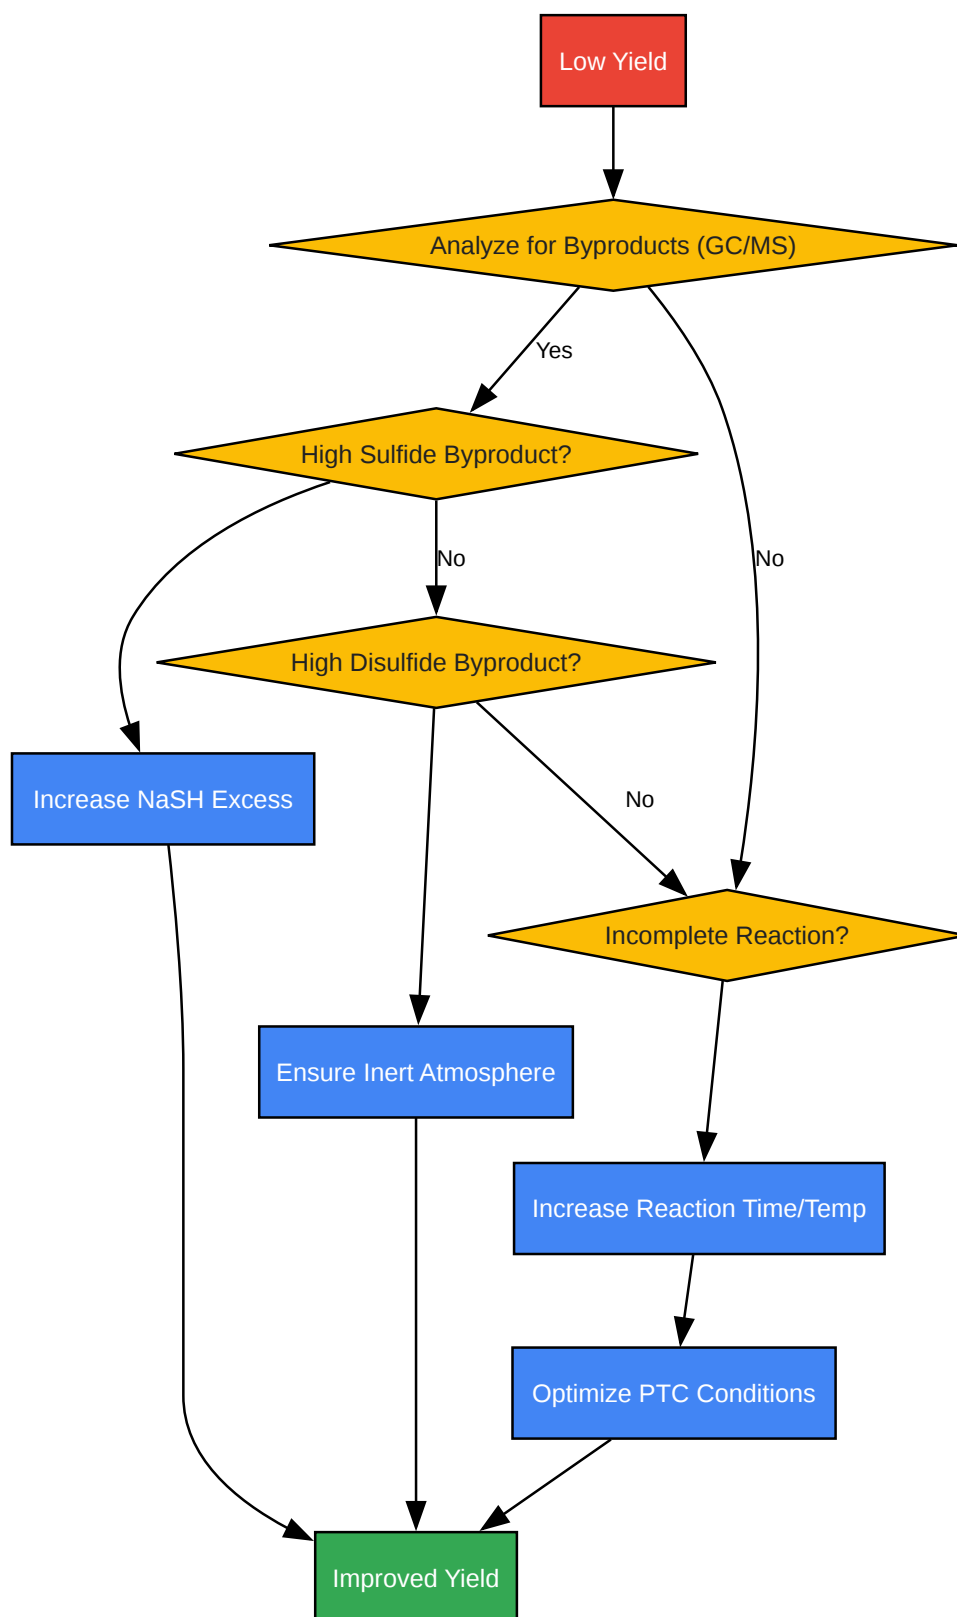 Low Yield
Analyze for Byproducts (GC/MS)
Yes
High Sulfide Byproduct?
No
No
High Disulfide Byproduct?
Increase NaSH Excess
No
Incomplete Reaction?
Ensure Inert Atmosphere
Increase Reaction Time/Temp
Optimize PTC Conditions
Improved Yield